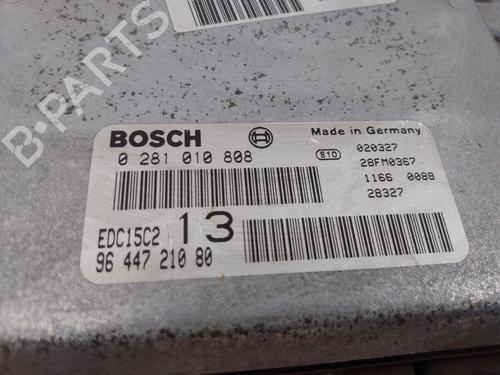 B-PARTS
BOSCH
Made in Germany
0 281 010 808
810
020327
28FM0367
1166 0088
28327
EDC15C2 13
96 447 210 80